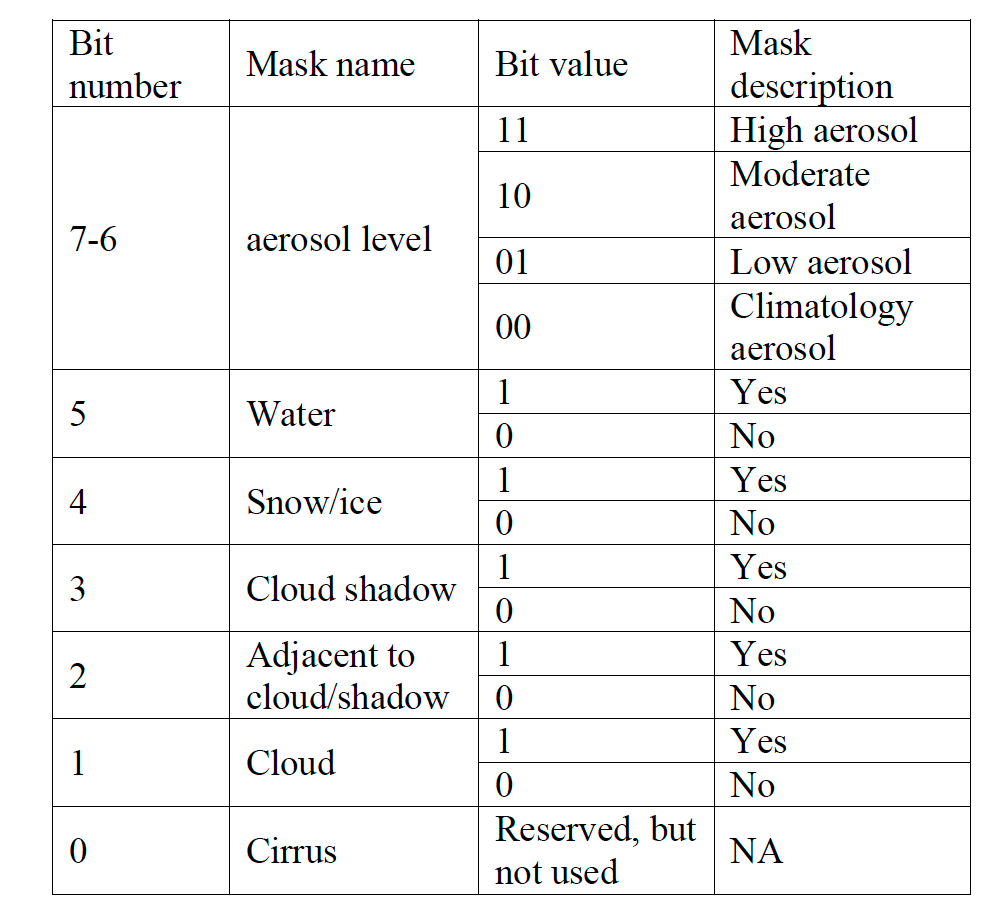 Bit
number
Mask name
Bit value
Mask
description
7-6
aerosol level
11
High aerosol
10
Moderate
aerosol
01
Low aerosol
00
Climatology
aerosol
5
Water
1
Yes
0
No
4
Snow/ice
1
Yes
0
No
3
Cloud shadow
1
Yes
0
No
2
Adjacent to
cloud/shadow
1
Yes
0
No
1
Cloud
1
Yes
0
No
0
Cirrus
Reserved, but
not used
NA